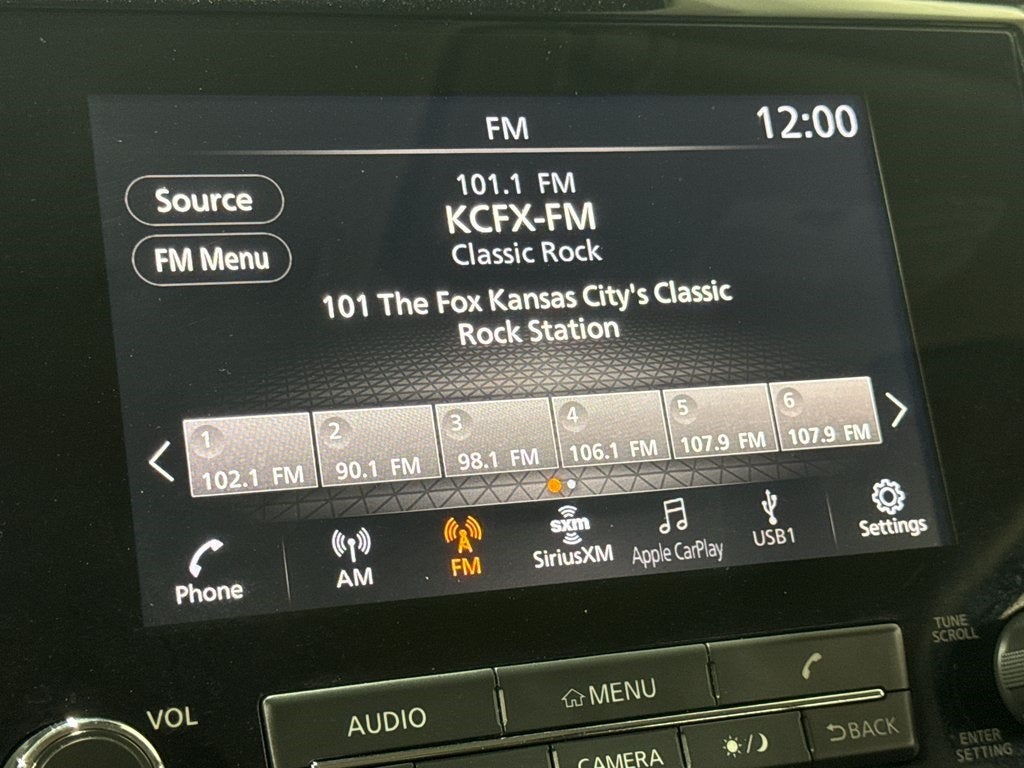 FM
12:00
Source
FM Menu
101.1 FM
KCFX-FM
Classic Rock
101 The Fox Kansas City's Classic
Rock Station
1
102.1 FM
2
90.1 FM
3
98.1 FM
4
106.1 FM
5
107.9 FM
6
107.9 FM
Phone
AM
A
FM
sxm
SiriusXM
Apple CarPlay
USB1
Settings
TUNE
SCROLL
VOL
AUDIO
MENU
CAMERA
BACK
ENTER
SETTING